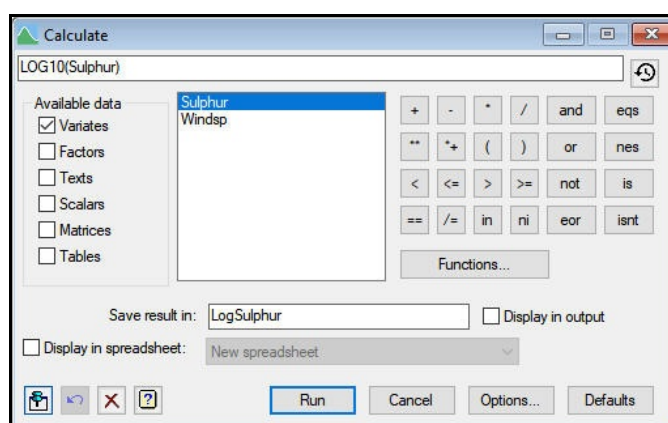 Calculate
LOG10(Sulphur)
Available data
Variates
Factors
Texts
Scalars
Matrices
Tables
Sulphur
Windsp
+ - * / and eqs
** *+ ( ) or nes
< <= > >= not is
== /= in ni eor isnt
Functions...
Save result in: LogSulphur Display in output
Display in spreadsheet: New spreadsheet
? Run Cancel Options... Defaults